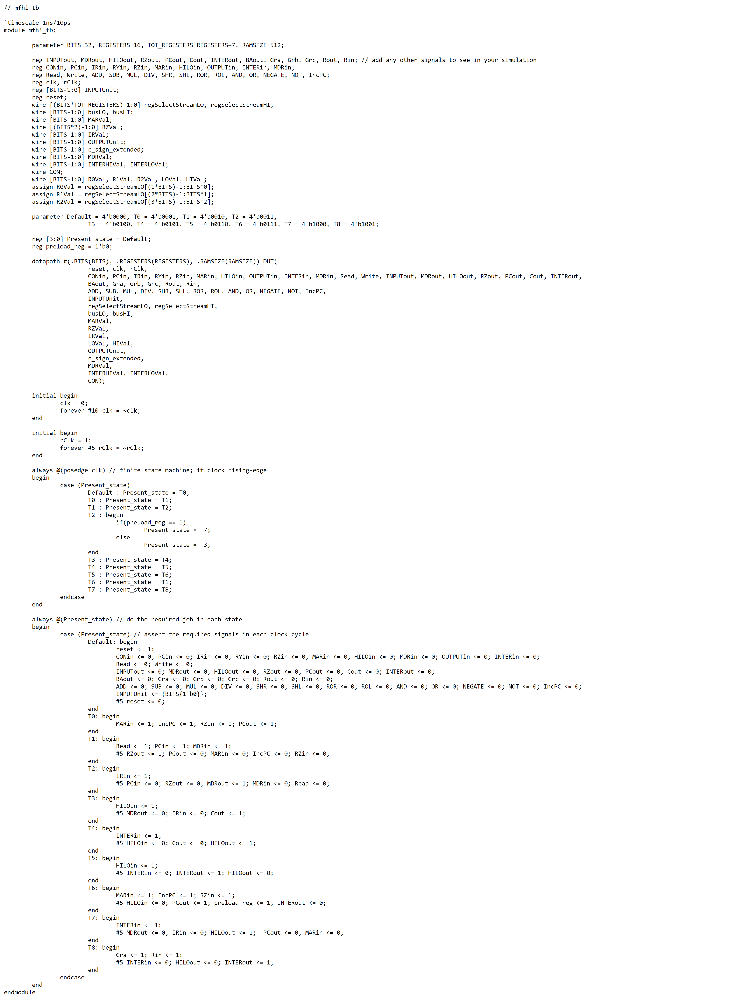 // mfhi tb

`timescale 1ns/10ps
module mfhi_tb;

	parameter BITS=32, REGISTERS=16, TOT_REGISTERS=REGISTERS+7, RAMSIZE=512;

	reg INPUTout, MDRout, HILOout, RZout, PCout, Cout, INTERout, BAout, Gra, Grb, Grc, Rout, Rin; // add any other signals to see in your simulation
	reg CONin, PCin, IRin, RYin, RZin, MARin, HILOin, OUTPUTin, INTERin, MDRin;
	reg Read, Write, ADD, SUB, MUL, DIV, SHR, SHL, ROR, ROL, AND, OR, NEGATE, NOT, IncPC;
	reg clk, rClk;
	reg [BITS-1:0] INPUTUnit;
	reg reset;
	wire [(BITS*TOT_REGISTERS)-1:0] regSelectStreamLO, regSelectStreamHI;
	wire [BITS-1:0] busLO, busHI;
	wire [BITS-1:0] MARVal;
	wire [(BITS*2)-1:0] RZVal;
	wire [BITS-1:0] IRVal;
	wire [BITS-1:0] OUTPUTUnit;
	wire [BITS-1:0] c_sign_extended;
	wire [BITS-1:0] MDRVal;
	wire [BITS-1:0] INTERHIVal, INTERLOVal;
	wire CON;
	wire [BITS-1:0] R0Val, R1Val, R2Val, LOVal, HIVal;
	assign R0Val = regSelectStreamLO[(1*BITS)-1:BITS*0];
	assign R1Val = regSelectStreamLO[(2*BITS)-1:BITS*1];
	assign R2Val = regSelectStreamLO[(3*BITS)-1:BITS*2];

	parameter Default = 4'b0000, T0 = 4'b0001, T1 = 4'b0010, T2 = 4'b0011,
			T3 = 4'b0100, T4 = 4'b0101, T5 = 4'b0110, T6 = 4'b0111, T7 = 4'b1000, T8 = 4'b1001;

	reg [3:0] Present_state = Default;
	reg preload_reg = 1'b0;

	datapath #(.BITS(BITS), .REGISTERS(REGISTERS), .RAMSIZE(RAMSIZE)) DUT(
			reset, clk, rClk,
			CONin, PCin, IRin, RYin, RZin, MARin, HILOin, OUTPUTin, INTERin, MDRin, Read, Write, INPUTout, MDRout, HILOout, RZout, PCout, Cout, INTERout,
			BAout, Gra, Grb, Grc, Rout, Rin,
			ADD, SUB, MUL, DIV, SHR, SHL, ROR, ROL, AND, OR, NEGATE, NOT, IncPC,
			INPUTUnit,
			regSelectStreamLO, regSelectStreamHI,
			busLO, busHI,
			MARVal,
			RZVal,
			IRVal,
			LOVal, HIVal,
			OUTPUTUnit,
			c_sign_extended,
			MDRVal,
			INTERHIVal, INTERLOVal,
			CON);

	initial begin
		clk = 0;
		forever #10 clk = ~clk;
	end

	initial begin
		rClk = 1;
		forever #5 rClk = ~rClk;
	end

	always @(posedge clk) // finite state machine; if clock rising-edge
	begin
		case (Present_state)
			Default : Present_state = T0;
			T0 : Present_state = T1;
			T1 : Present_state = T2;
			T2 : begin
				if(preload_reg == 1)
					Present_state = T7;
				else
					Present_state = T3;
			end
			T3 : Present_state = T4;
			T4 : Present_state = T5;
			T5 : Present_state = T6;
			T6 : Present_state = T1;
			T7 : Present_state = T8;
		endcase
	end

	always @(Present_state) // do the required job in each state
	begin
		case (Present_state) // assert the required signals in each clock cycle
			Default: begin
				reset <= 1;
				CONin <= 0; PCin <= 0; IRin <= 0; RYin <= 0; RZin <= 0; MARin <= 0; HILOin <= 0; MDRin <= 0; OUTPUTin <= 0; INTERin <= 0;
				Read <= 0; Write <= 0;
				INPUTout <= 0; MDRout <= 0; HILOout <= 0; RZout <= 0; PCout <= 0; Cout <= 0; INTERout <= 0;
				BAout <= 0; Gra <= 0; Grb <= 0; Grc <= 0; Rout <= 0; Rin <= 0;
				ADD <= 0; SUB <= 0; MUL <= 0; DIV <= 0; SHR <= 0; SHL <= 0; ROR <= 0; ROL <= 0; AND <= 0; OR <= 0; NEGATE <= 0; NOT <= 0; IncPC <= 0;
				INPUTUnit <= {BITS{1'b0}};
				#5 reset <= 0;
			end
			T0: begin
				MARin <= 1; IncPC <= 1; RZin <= 1; PCout <= 1;
			end
			T1: begin
				Read <= 1; PCin <= 1; MDRin <= 1;
				#5 RZout <= 1; PCout <= 0; MARin <= 0; IncPC <= 0; RZin <= 0;
			end
			T2: begin
				IRin <= 1;
				#5 PCin <= 0; RZout <= 0; MDRout <= 1; MDRin <= 0; Read <= 0;
			end
			T3: begin
				HILOin <= 1;
				#5 MDRout <= 0; IRin <= 0; Cout <= 1;
			end
			T4: begin
				INTERin <= 1;
				#5 HILOin <= 0; Cout <= 0; HILOout <= 1;
			end
			T5: begin
				HILOin <= 1;
				#5 INTERin <= 0; INTERout <= 1; HILOout <= 0;
			end
			T6: begin
				MARin <= 1; IncPC <= 1; RZin <= 1;
				#5 HILOin <= 0; PCout <= 1; preload_reg <= 1; INTERout <= 0;
			end
			T7: begin
				INTERin <= 1;
				#5 MDRout <= 0; IRin <= 0; HILOout <= 1;  PCout <= 0; MARin <= 0;
			end
			T8: begin
				Gra <= 1; Rin <= 1;
				#5 INTERin <= 0; HILOout <= 0; INTERout <= 1;
			end
		endcase
	end
endmodule